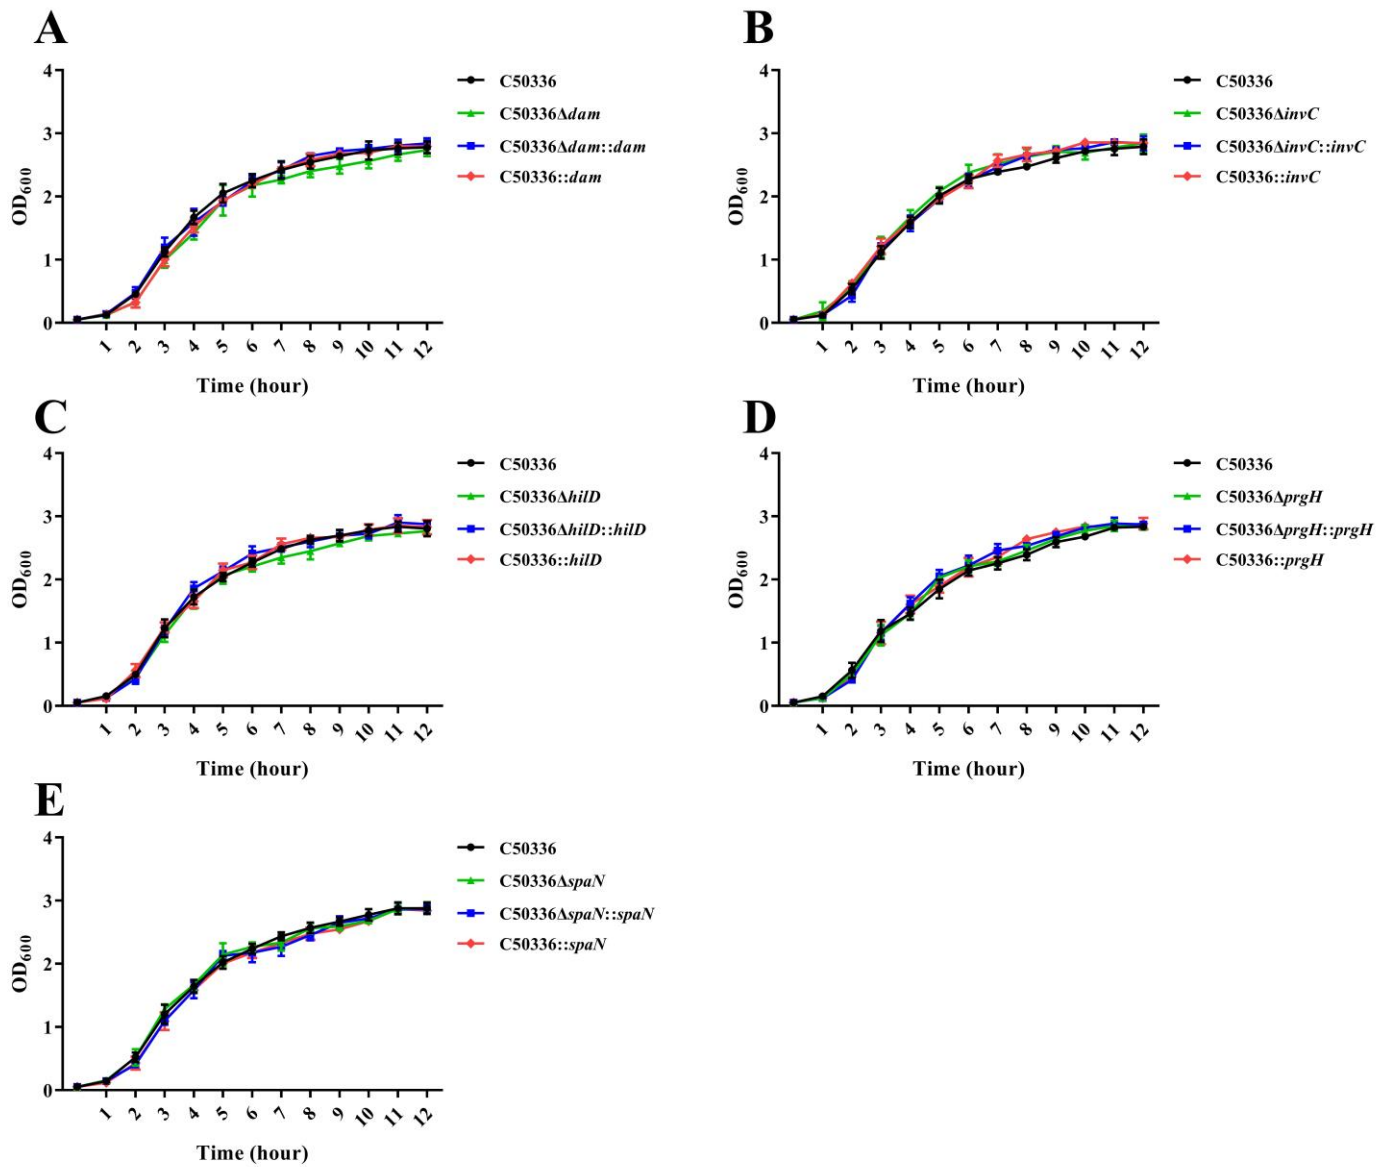 A
4
3
2
1
0
OD600
1 2 3 4 5 6 7 8 9 10 11 12
Time (hour)
C50336
C50336Δdam
C50336Δdam::dam
C50336::dam
B
4
3
2
1
0
OD600
1 2 3 4 5 6 7 8 9 10 11 12
Time (hour)
C50336
C50336ΔinvC
C50336ΔinvC::invC
C50336::invC
C
4
3
2
1
0
OD600
1 2 3 4 5 6 7 8 9 10 11 12
Time (hour)
C50336
C50336ΔhilD
C50336ΔhilD::hilD
C50336::hilD
D
4
3
2
1
0
OD600
1 2 3 4 5 6 7 8 9 10 11 12
Time (hour)
C50336
C50336ΔprgH
C50336ΔprgH::prgH
C50336::prgH
E
4
3
2
1
0
OD600
1 2 3 4 5 6 7 8 9 10 11 12
Time (hour)
C50336
C50336ΔspaN
C50336ΔspaN::spaN
C50336::spaN